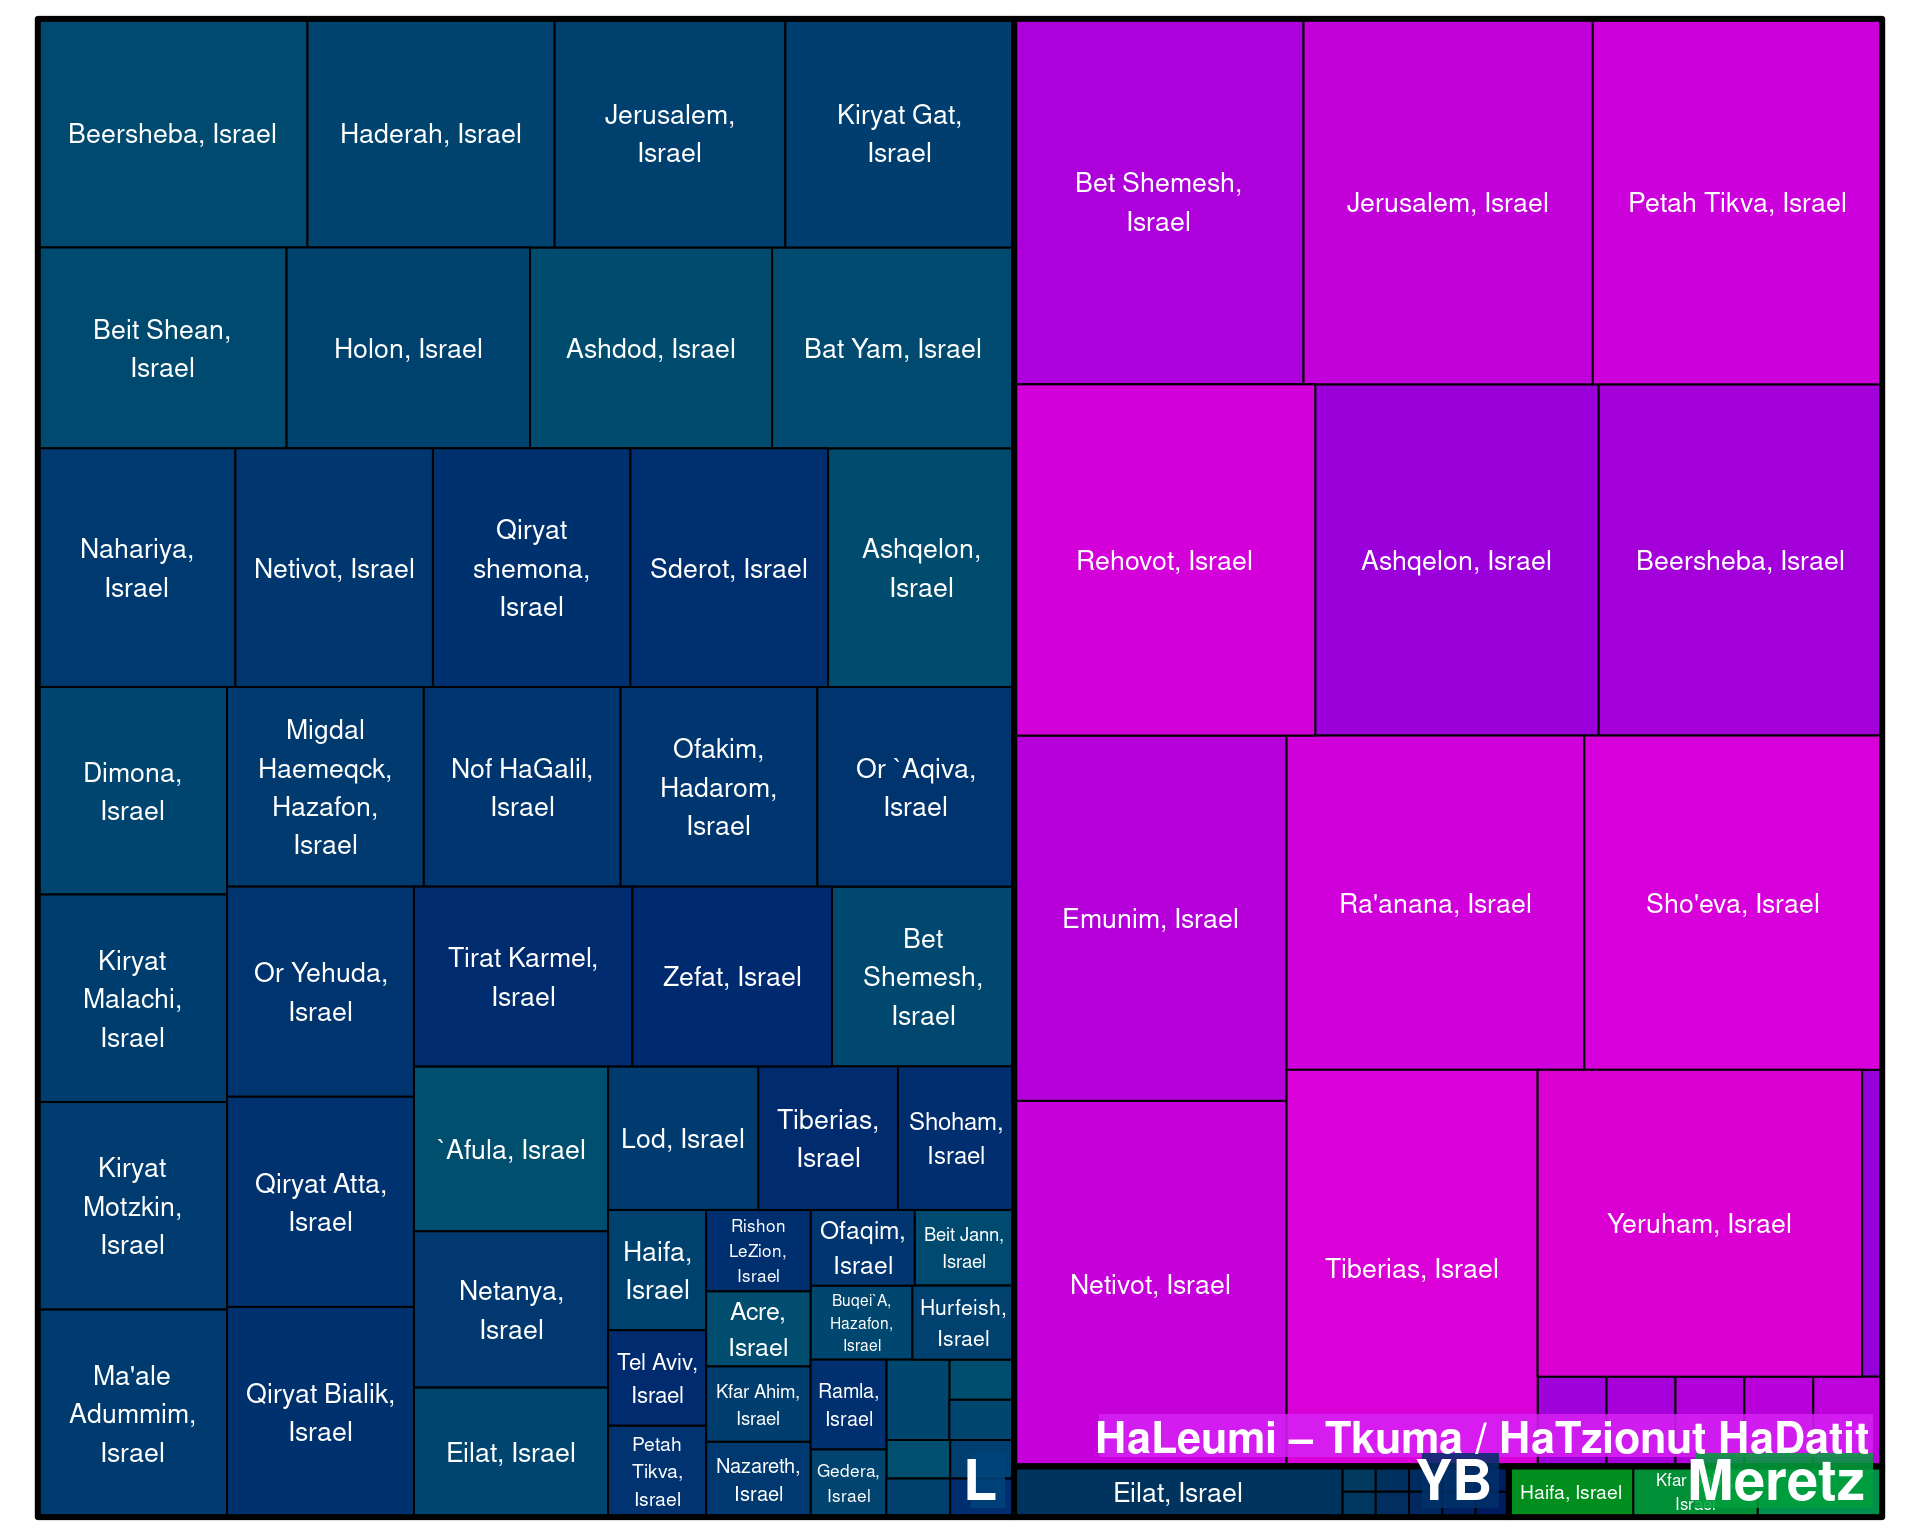 Beersheba, Israel
Haderah, Israel
Jerusalem,
Israel
Kiryat Gat,
Israel
Beit Shean,
Israel
Holon, Israel
Ashdod, Israel
Bat Yam, Israel
Nahariya,
Israel
Netivot, Israel
Qiryat
shemona,
Israel
Sderot, Israel
Ashqelon,
Israel
Dimona,
Israel
Migdal
Haemeqck,
Hazafon,
Israel
Nof HaGalil,
Israel
Ofakim,
Hadarom,
Israel
Or `Aqiva,
Israel
Kiryat
Malachi,
Israel
Or Yehuda,
Israel
Tirat Karmel,
Israel
Zefat, Israel
Bet
Shemesh,
Israel
Kiryat
Motzkin,
Israel
Qiryat Atta,
Israel
`Afula, Israel
Lod, Israel
Tiberias,
Israel
Shoham,
Israel
Ma'ale
Adummim,
Israel
Qiryat Bialik,
Israel
Netanya,
Israel
Eilat, Israel
Haifa,
Israel
Rishon
LeZion,
Israel
Ofaqim,
Israel
Beit Jann,
Israel
Acre,
Israel
Buqei`A,
Hazafon,
Israel
Hurfeish,
Israel
Tel Aviv,
Israel
Kfar Ahim,
Israel
Ramla,
Israel
Petah
Tikva,
Israel
Nazareth,
Israel
Gedera,
Israel
L
Bet Shemesh,
Israel
Jerusalem, Israel
Petah Tikva, Israel
Rehovot, Israel
Ashqelon, Israel
Beersheba, Israel
Emunim, Israel
Ra'anana, Israel
Sho'eva, Israel
Netivot, Israel
Tiberias, Israel
Yeruham, Israel
HaLeumi – Tkuma / HaTzionut HaDatit
Eilat, Israel
YB
Haifa, Israel
Kfar
Israel
Meretz